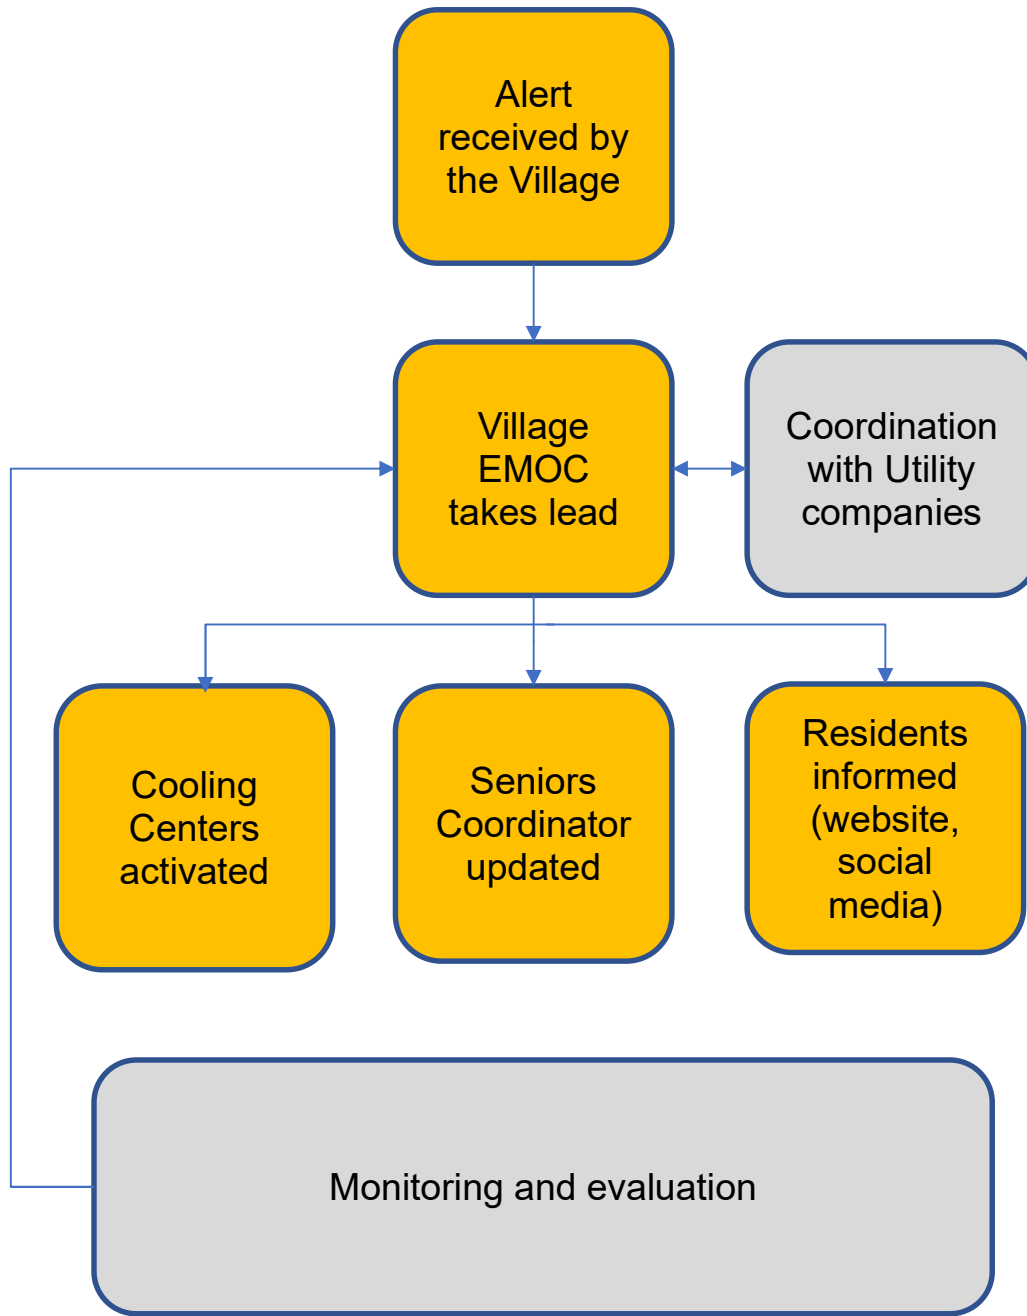 Alert
received by
the Village
Village
EMOC
takes lead
Coordination
with Utility
companies
Cooling
Centers
activated
Seniors
Coordinator
updated
Residents
informed
(website,
social
media)
Monitoring and evaluation